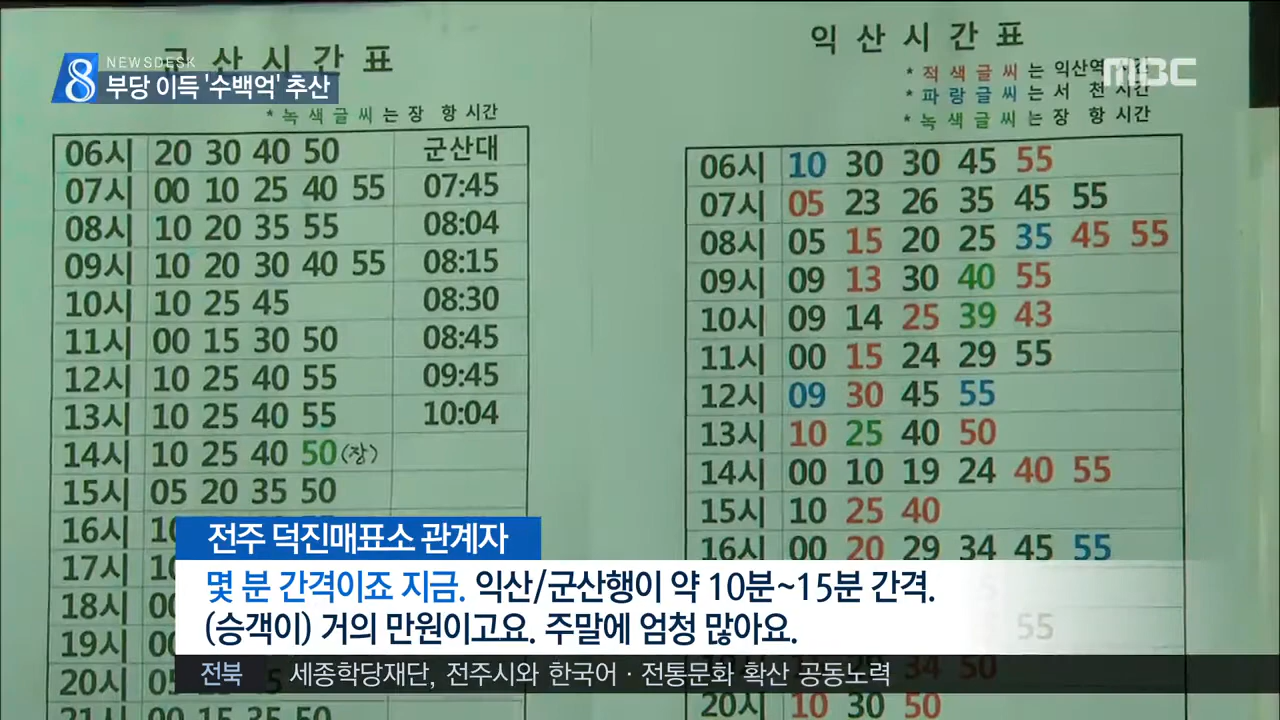 NEWSDESK
8 부당 이득 '수백억' 추산
MBC
군 산 시 간 표
* 녹 색 글 씨 는 장 항 시간
06시 20 30 40 50 군산대
07시 00 10 25 40 55 07:45
08시 10 20 35 55 08:04
09시 10 20 30 40 55 08:15
10시 10 25 45 08:30
11시 00 15 30 50 08:45
12시 10 25 40 55 09:45
13시 10 25 40 55 10:04
14시 10 25 40 50 (장)
15시 05 20 35 50
16시
17시
18시
19시
20시
21시 00 15 35 50
익 산 시 간 표
* 적 색 글 씨 는 익산역
* 파 랑 글 씨 는 서 천 시간
* 녹 색 글 씨 는 장 항 시간
06시 10 30 30 45 55
07시 05 23 26 35 45 55
08시 05 15 20 25 35 45 55
09시 09 13 30 40 55
10시 09 14 25 39 43
11시 00 15 24 29 55
12시 09 30 45 55
13시 10 25 40 50
14시 00 10 19 24 40 55
15시 10 25 40
16시 00 20 29 34 45 55
55
34 50
20시 10 30 50
전주 덕진매표소 관계자
몇 분 간격이죠 지금. 익산/군산행이 약 10분~15분 간격.
(승객이) 거의 만원이고요. 주말에 엄청 많아요.
전북 세종학당재단, 전주시와 한국어·전통문화 확산 공동노력